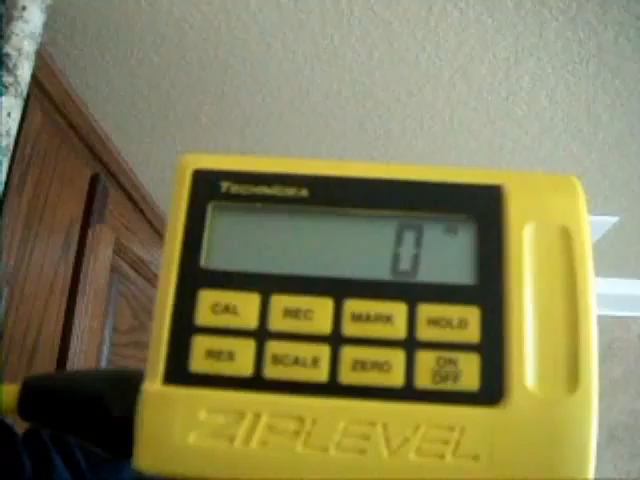 TECHNIDEA
0
CAL REC MARK HOLD
RES SCALE ZERO ON OFF
ZIPLEVEL